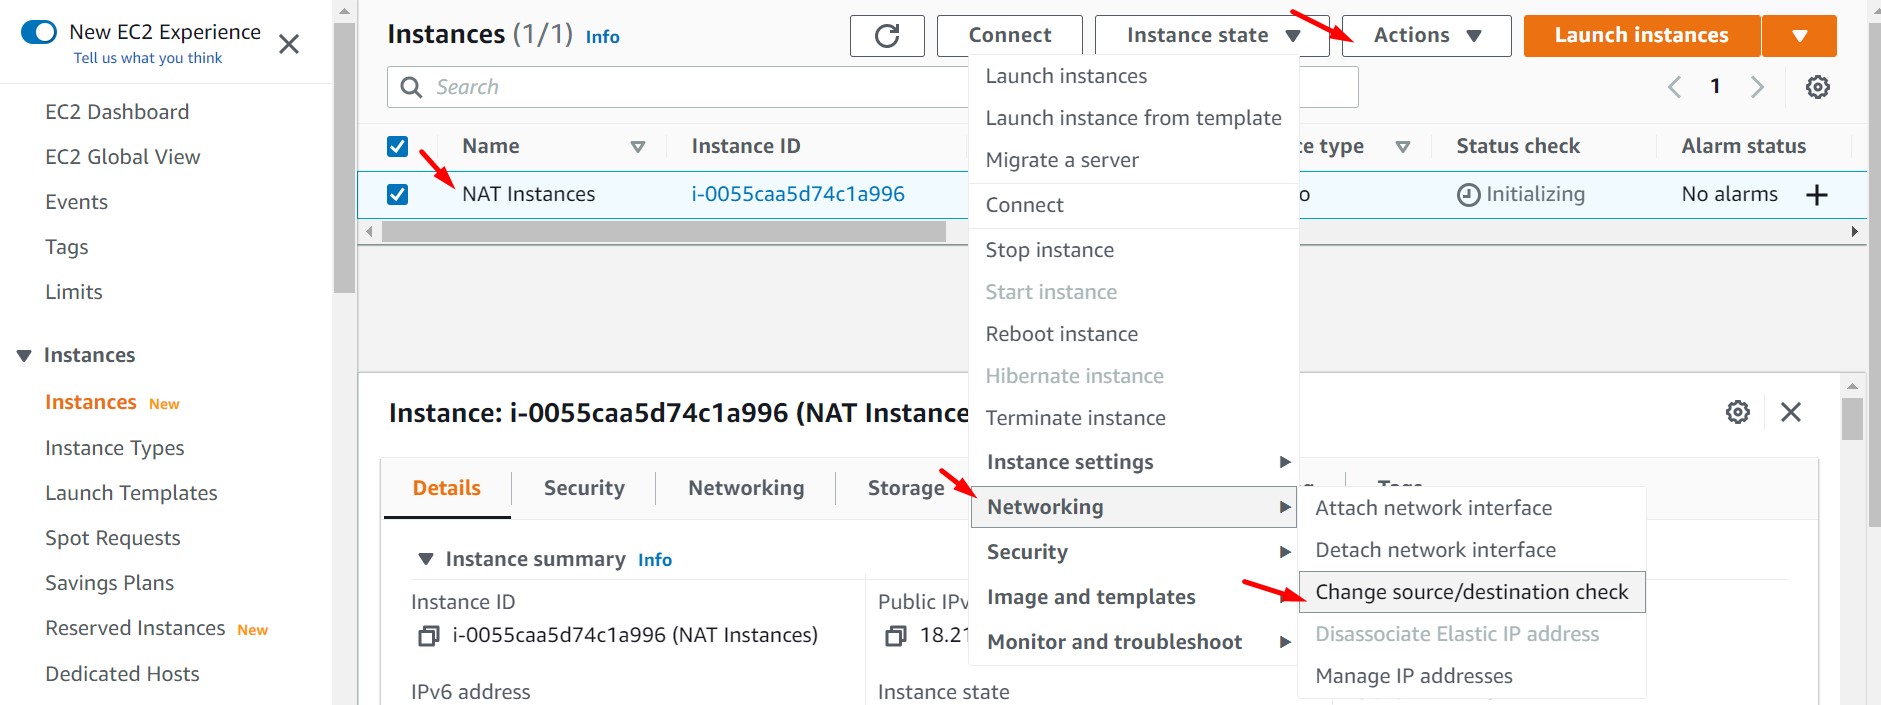 New EC2 Experience
Tell us what you think
EC2 Dashboard
EC2 Global View
Events
Tags
Limits
Instances
Instances New
Instance Types
Launch Templates
Spot Requests
Savings Plans
Reserved Instances New
Dedicated Hosts
Instances (1/1) Info
Connect
Instance state
Actions
Launch instances
Search
1
Name
Instance ID
e type
Status check
Alarm status
NAT Instances
i-0055caa5d74c1a996
o
Initializing
No alarms
Launch instances
Launch instance from template
Migrate a server
Connect
Stop instance
Start instance
Reboot instance
Hibernate instance
Terminate instance
Instance settings
Networking
Security
Image and templates
Monitor and troubleshoot
Attach network interface
Detach network interface
Change source/destination check
Disassociate Elastic IP address
Manage IP addresses
Instance: i-0055caa5d74c1a996 (NAT Instance
Details
Security
Networking
Storage
Tags
Instance summary Info
Instance ID
i-0055caa5d74c1a996 (NAT Instances)
IPv6 address
Public IPv
18.21
Instance state